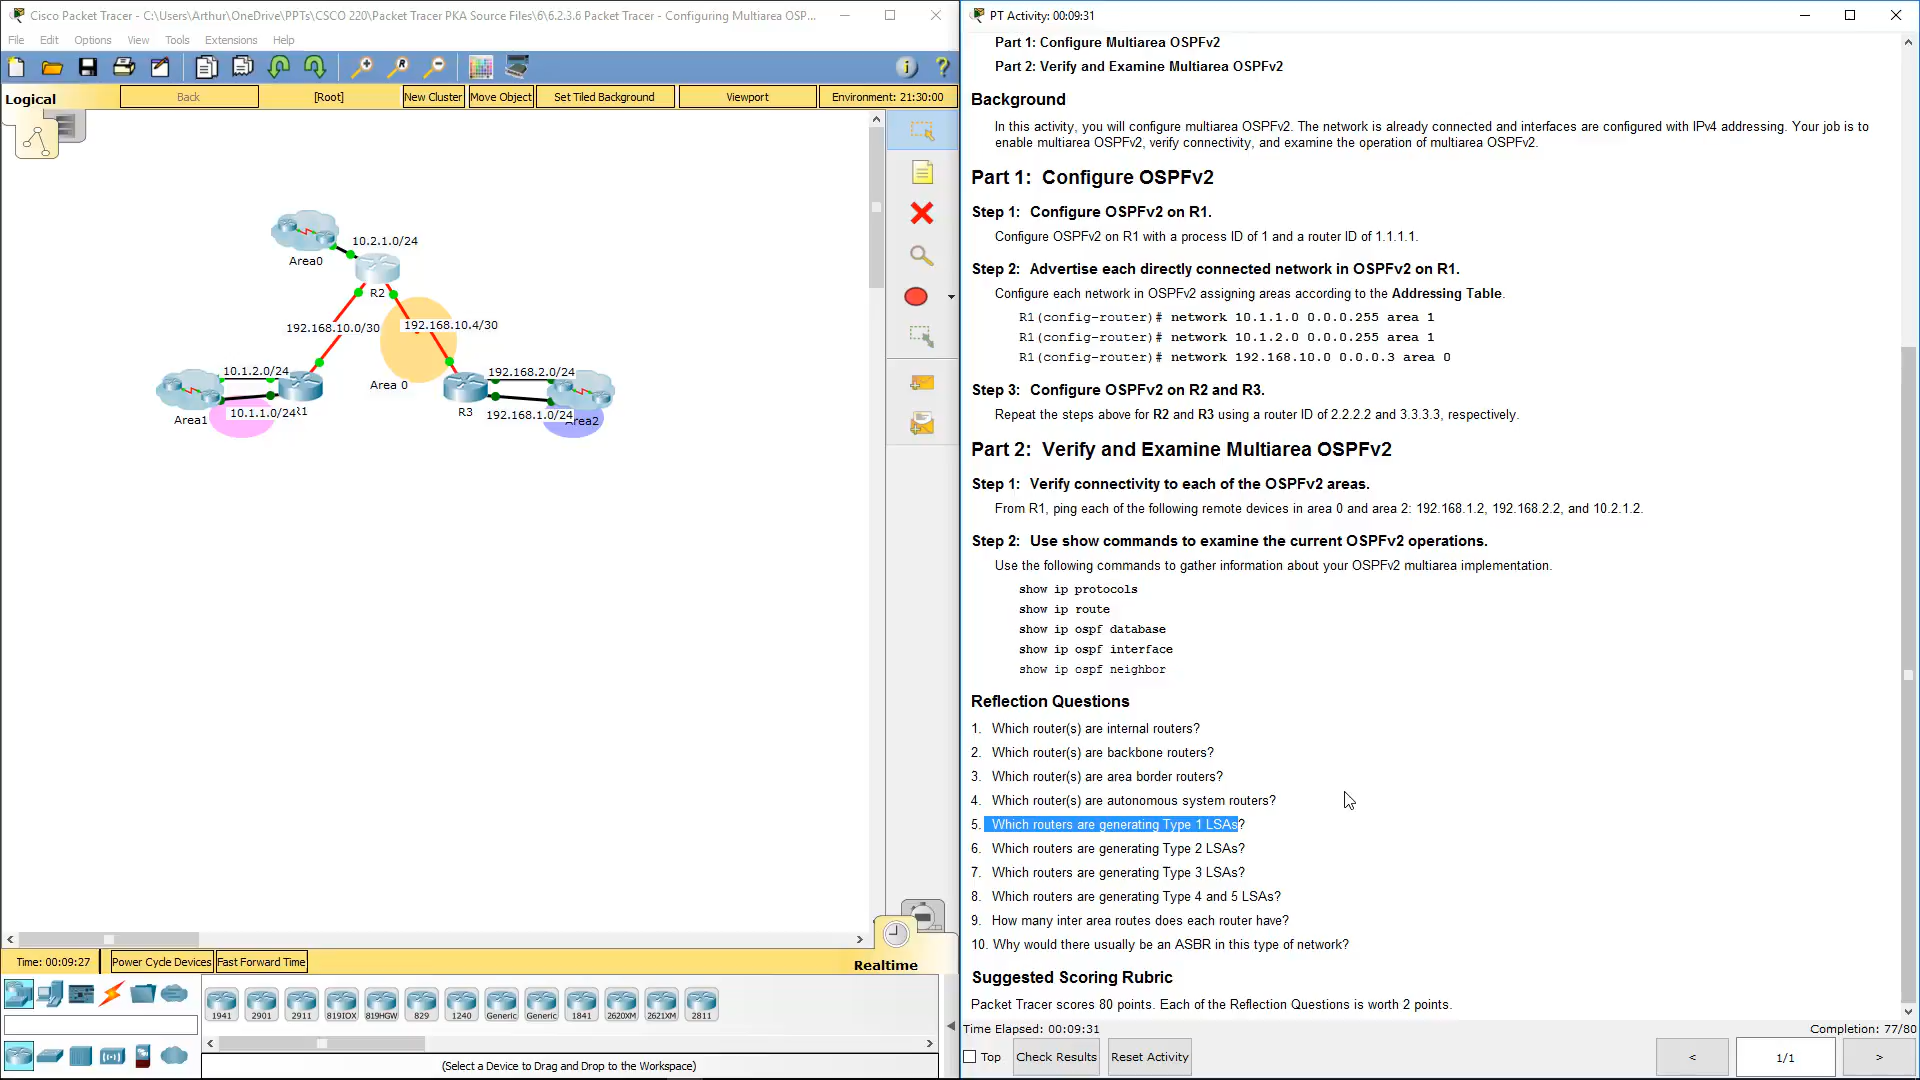 Cisco Packet Tracer - C:\Users\Arthur\OneDrive\PPTs\CSCO 220\Packet Tracer PKA Source Files\6\6.2.3.6 Packet Tracer - Configuring Multiarea OSP...
File Edit Options View Tools Extensions Help
Logical
Back
[Root]
New Cluster
Move Object
Set Tiled Background
Viewport
Environment: 21:30:00
10.2.1.0/24
Area0
R2
192.168.10.0/30
192.168.10.4/30
10.1.2.0/24
Area 0
192.168.2.0/24
10.1.1.0/24
R1
R3
192.168.1.0/24
Area1
Area2
Time: 00:09:27
Power Cycle Devices
Fast Forward Time
Realtime
1941
2901
2911
819IOX
819HGW
829
1240
Generic
Generic
1841
2620XM
2621XM
2811
(Select a Device to Drag and Drop to the Workspace)
PT Activity: 00:09:31
Part 1: Configure Multiarea OSPFv2
Part 2: Verify and Examine Multiarea OSPFv2
Background
In this activity, you will configure multiarea OSPFv2. The network is already connected and interfaces are configured with IPv4 addressing. Your job is to
enable multiarea OSPFv2, verify connectivity, and examine the operation of multiarea OSPFv2.
Part 1: Configure OSPFv2
Step 1: Configure OSPFv2 on R1.
Configure OSPFv2 on R1 with a process ID of 1 and a router ID of 1.1.1.1.
Step 2: Advertise each directly connected network in OSPFv2 on R1.
Configure each network in OSPFv2 assigning areas according to the Addressing Table.
R1(config-router)# network 10.1.1.0 0.0.0.255 area 1
R1(config-router)# network 10.1.2.0 0.0.0.255 area 1
R1(config-router)# network 192.168.10.0 0.0.0.3 area 0
Step 3: Configure OSPFv2 on R2 and R3.
Repeat the steps above for R2 and R3 using a router ID of 2.2.2.2 and 3.3.3.3, respectively.
Part 2: Verify and Examine Multiarea OSPFv2
Step 1: Verify connectivity to each of the OSPFv2 areas.
From R1, ping each of the following remote devices in area 0 and area 2: 192.168.1.2, 192.168.2.2, and 10.2.1.2.
Step 2: Use show commands to examine the current OSPFv2 operations.
Use the following commands to gather information about your OSPFv2 multiarea implementation.
show ip protocols
show ip route
show ip ospf database
show ip ospf interface
show ip ospf neighbor
Reflection Questions
1. Which router(s) are internal routers?
2. Which router(s) are backbone routers?
3. Which router(s) are area border routers?
4. Which router(s) are autonomous system routers?
5. Which routers are generating Type 1 LSAs?
6. Which routers are generating Type 2 LSAs?
7. Which routers are generating Type 3 LSAs?
8. Which routers are generating Type 4 and 5 LSAs?
9. How many inter area routes does each router have?
10. Why would there usually be an ASBR in this type of network?
Suggested Scoring Rubric
Packet Tracer scores 80 points. Each of the Reflection Questions is worth 2 points.
Time Elapsed: 00:09:31
Completion: 77/80
Top
Check Results
Reset Activity
<
1/1
>